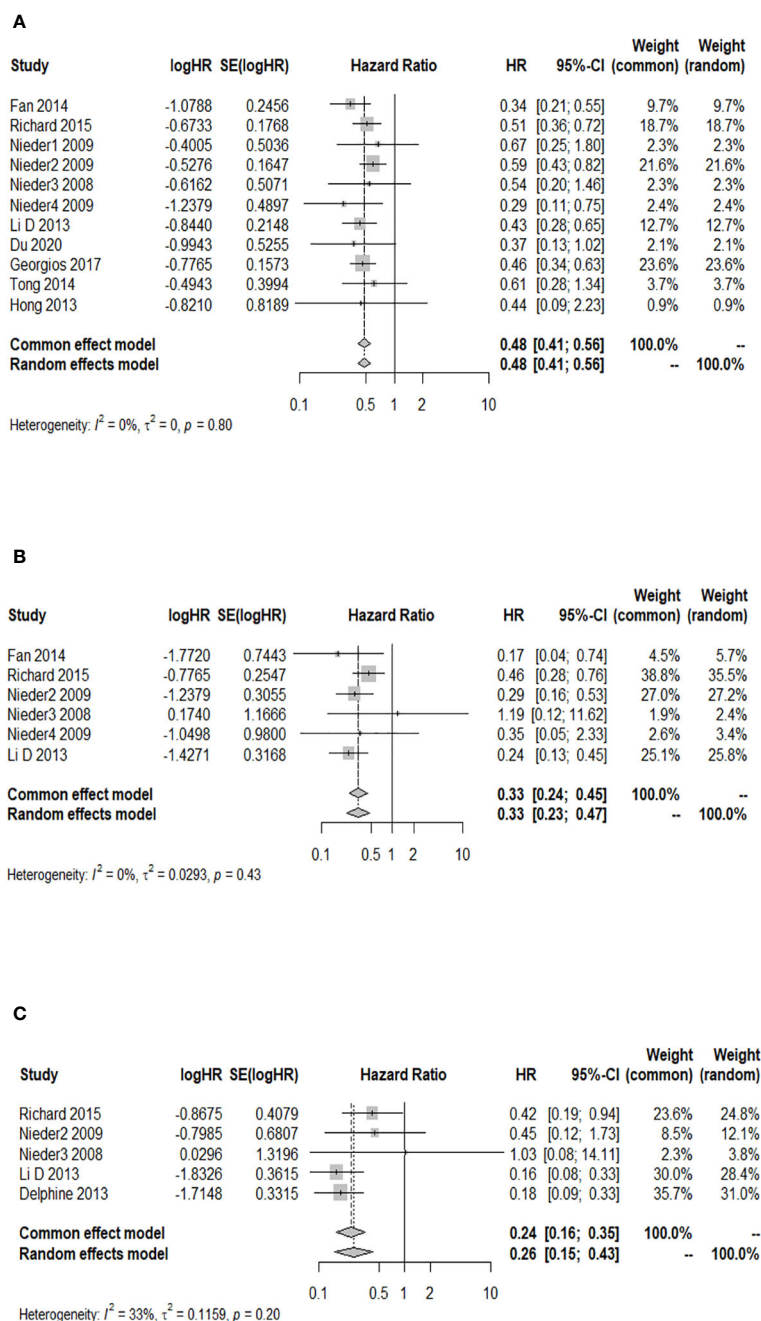 A
Weight Weight
Study logHR SE(logHR) Hazard Ratio HR 95%-CI (common) (random)
Fan 2014 -1.0788 0.2456 0.34 [0.21; 0.55] 9.7% 9.7%
Richard 2015 -0.6733 0.1768 0.51 [0.36; 0.72] 18.7% 18.7%
Nieder1 2009 -0.4005 0.5036 0.67 [0.25; 1.80] 2.3% 2.3%
Nieder2 2009 -0.5276 0.1647 0.59 [0.43; 0.82] 21.6% 21.6%
Nieder3 2008 -0.6162 0.5071 0.54 [0.20; 1.46] 2.3% 2.3%
Nieder4 2009 -1.2379 0.4897 0.29 [0.11; 0.75] 2.4% 2.4%
Li D 2013 -0.8440 0.2148 0.43 [0.28; 0.65] 12.7% 12.7%
Du 2020 -0.9943 0.5255 0.37 [0.13; 1.02] 2.1% 2.1%
Georgios 2017 -0.7765 0.1573 0.46 [0.34; 0.63] 23.6% 23.6%
Tong 2014 -0.4943 0.3994 0.61 [0.28; 1.34] 3.7% 3.7%
Hong 2013 -0.8210 0.8189 0.44 [0.09; 2.23] 0.9% 0.9%
Common effect model 0.48 [0.41; 0.56] 100.0% --
Random effects model 0.48 [0.41; 0.56] -- 100.0%
0.1 0.5 1 2 10
Heterogeneity: I² = 0%, τ² = 0, p = 0.80
B
Weight Weight
Study logHR SE(logHR) Hazard Ratio HR 95%-CI (common) (random)
Fan 2014 -1.7720 0.7443 0.17 [0.04; 0.74] 4.5% 5.7%
Richard 2015 -0.7765 0.2547 0.46 [0.28; 0.76] 38.8% 35.5%
Nieder2 2009 -1.2379 0.3055 0.29 [0.16; 0.53] 27.0% 27.2%
Nieder3 2008 0.1740 1.1666 1.19 [0.12; 11.62] 1.9% 2.4%
Nieder4 2009 -1.0498 0.9800 0.35 [0.05; 2.33] 2.6% 3.4%
Li D 2013 -1.4271 0.3168 0.24 [0.13; 0.45] 25.1% 25.8%
Common effect model 0.33 [0.24; 0.45] 100.0% --
Random effects model 0.33 [0.23; 0.47] -- 100.0%
0.1 0.5 1 2 10
Heterogeneity: I² = 0%, τ² = 0.0293, p = 0.43
C
Weight Weight
Study logHR SE(logHR) Hazard Ratio HR 95%-CI (common) (random)
Richard 2015 -0.8675 0.4079 0.42 [0.19; 0.94] 23.6% 24.8%
Nieder2 2009 -0.7985 0.6807 0.45 [0.12; 1.73] 8.5% 12.1%
Nieder3 2008 0.0296 1.3196 1.03 [0.08; 14.11] 2.3% 3.8%
Li D 2013 -1.8326 0.3615 0.16 [0.08; 0.33] 30.0% 28.4%
Delphine 2013 -1.7148 0.3315 0.18 [0.09; 0.33] 35.7% 31.0%
Common effect model 0.24 [0.16; 0.35] 100.0% --
Random effects model 0.26 [0.15; 0.43] -- 100.0%
0.1 0.5 1 2 10
Heterogeneity: I² = 33%, τ² = 0.1159, p = 0.20